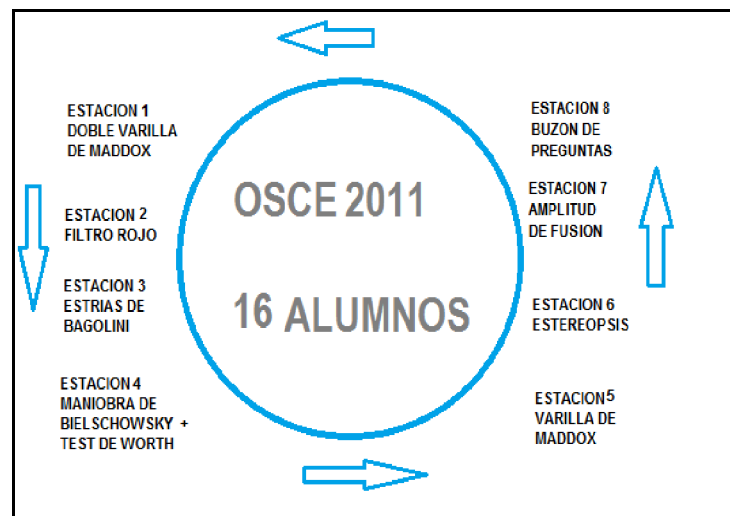 ESTACION 1
DOBLE VARILLA
DE MADDOX
ESTACION 2
FILTRO ROJO
ESTACION 3
ESTRIAS DE
BAGOLINI
ESTACION 4
MANIOBRA DE
BIELSCHOWSKY +
TEST DE WORTH
OSCE 2011
16 ALUMNOS
ESTACION 5
VARILLA DE
MADDOX
ESTACION 6
ESTEREOPSIS
ESTACION 7
AMPLITUD
DE FUSION
ESTACION 8
BUZON DE
PREGUNTAS